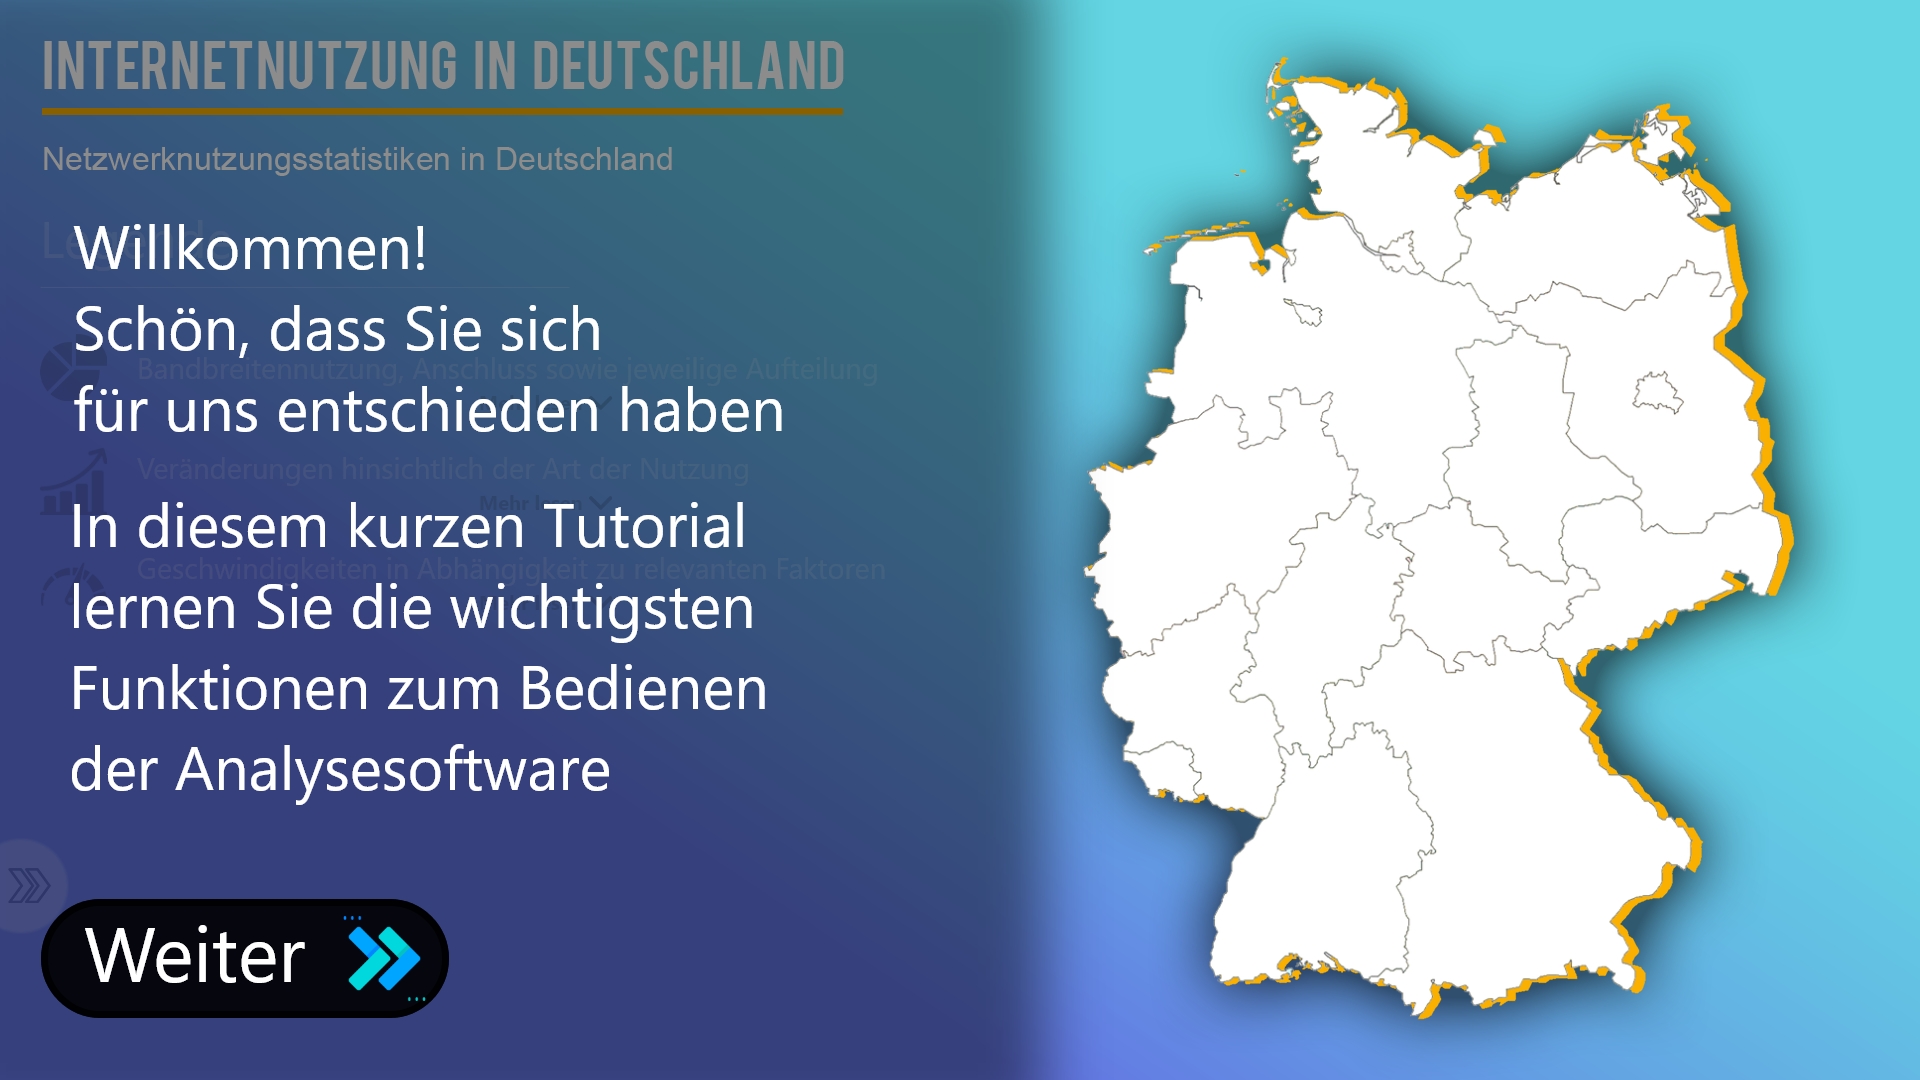 INTERNETNUTZUNG IN DEUTSCHLAND
Netzwerknutzungsstatistiken in Deutschland
Willkommen!
Schön, dass Sie sich
für uns entschieden haben
Bandbreitennutzung, Anschluss sowie jeweilige Aufteilung
Veränderungen hinsichtlich der Art der Nutzung
Mehr lesen
In diesem kurzen Tutorial
lernen Sie die wichtigsten
Funktionen zum Bedienen
der Analysesoftware
Geschwindigkeiten in Abhängigkeit zu relevanten Faktoren
Weiter